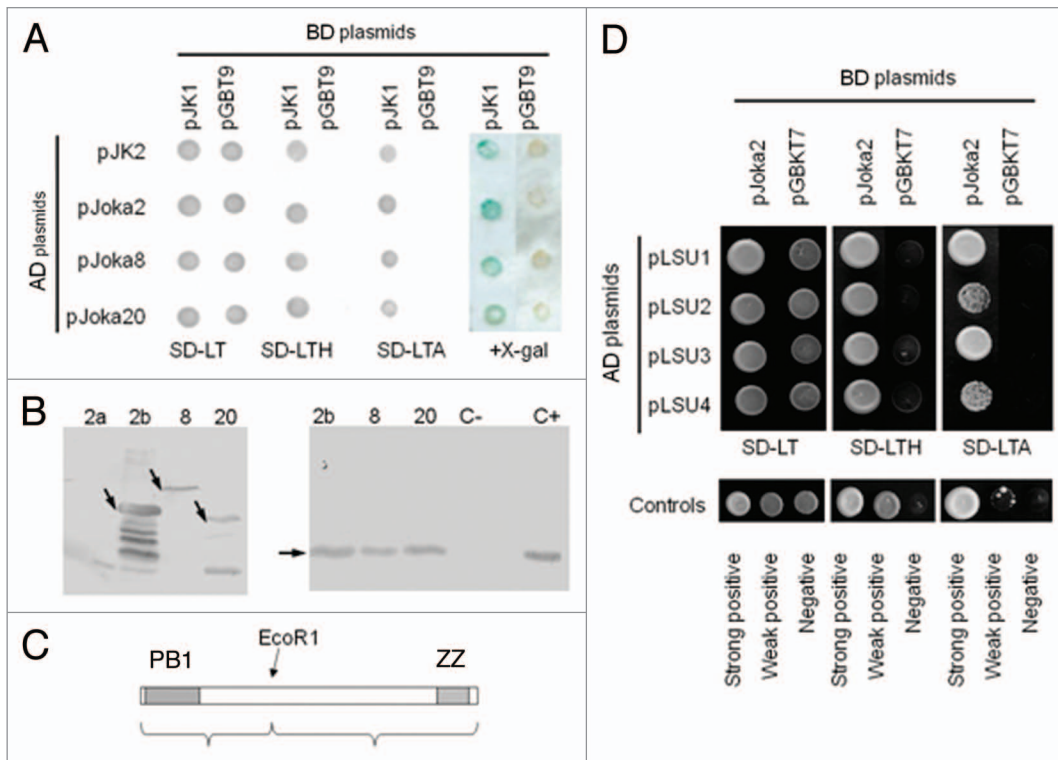 A
BD plasmids
pJK1
pGBT9
pJK1
pGBT9
pJK1
pGBT9
pJK1
pGBT9
AD plasmids
pJK2
pJoka2
pJoka8
pJoka20
SD-LT
SD-LTH
SD-LTA
+X-gal
B
2a 2b 8 20
2b 8 20 C- C+
C
EcoR1
PB1
ZZ
D
BD plasmids
pJoka2
pGBKT7
pJoka2
pGBKT7
pJoka2
pGBKT7
AD plasmids
pLSU1
pLSU2
pLSU3
pLSU4
SD-LT
SD-LTH
SD-LTA
Controls
Strong positive
Weak positive
Negative
Strong positive
Weak positive
Negative
Strong positive
Weak positive
Negative